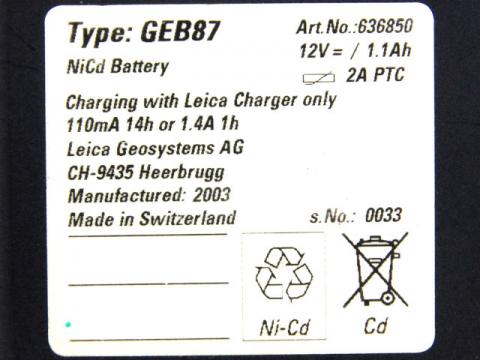 Type: GEB87 Art.No.:636850
NiCd Battery 12V = / 1.1Ah
2A PTC
Charging with Leica Charger only
110mA 14h or 1.4A 1h
Leica Geosystems AG
CH-9435 Heerbrugg
Manufactured: 2003
Made in Switzerland s.No.: 0033
Ni-Cd Cd